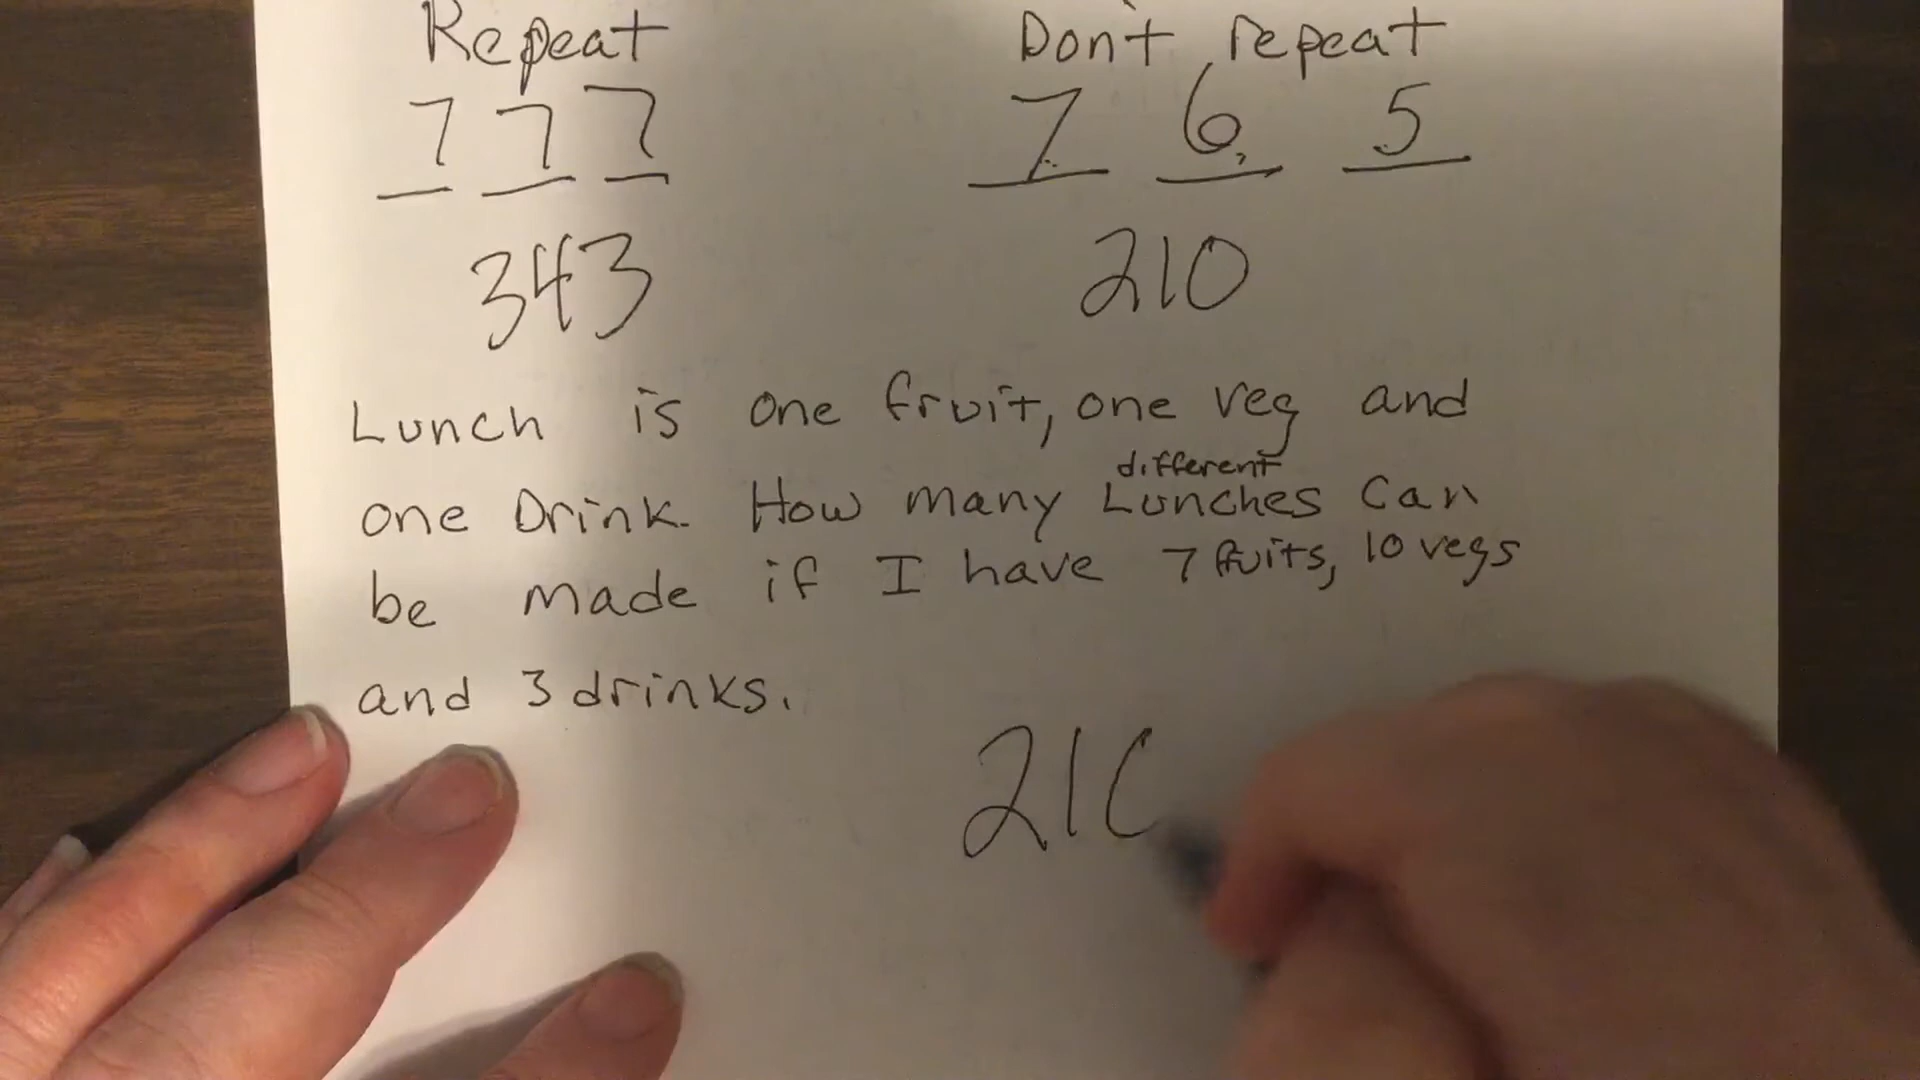 Repeat Don't repeat
7 7 7 7 6 5
343 210
Lunch is one fruit, one veg and
different
one Drink. How many Lunches can
be made if I have 7 fruits, 10 vegs
and 3 drinks.
210